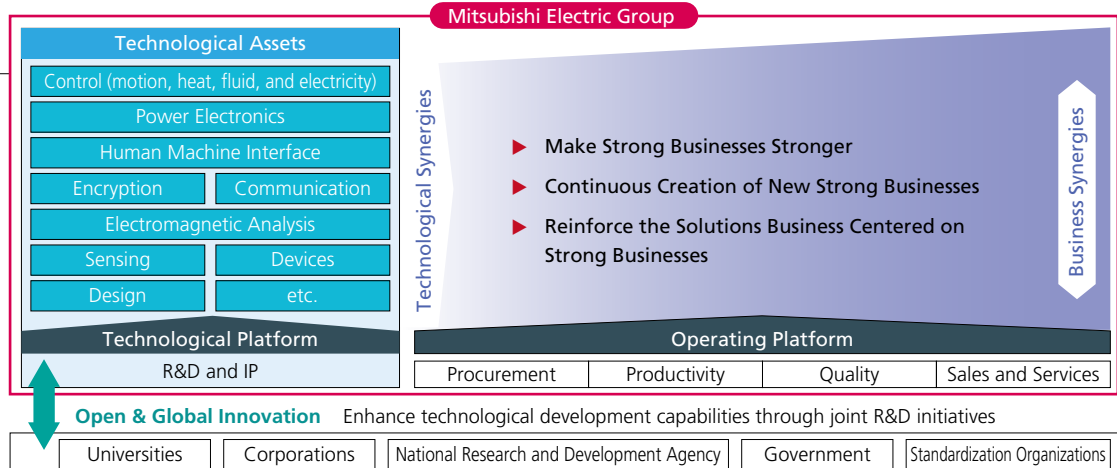 Mitsubishi Electric Group
Technological Assets
Control (motion, heat, fluid, and electricity)
Power Electronics
Human Machine Interface
Encryption
Communication
Electromagnetic Analysis
Sensing
Devices
Design
etc.
Technological Platform
R&D and IP
Technological Synergies
Make Strong Businesses Stronger
Continuous Creation of New Strong Businesses
Reinforce the Solutions Business Centered on
Strong Businesses
Business Synergies
Operating Platform
Procurement
Productivity
Quality
Sales and Services
Open & Global Innovation Enhance technological development capabilities through joint R&D initiatives
Universities
Corporations
National Research and Development Agency
Government
Standardization Organizations